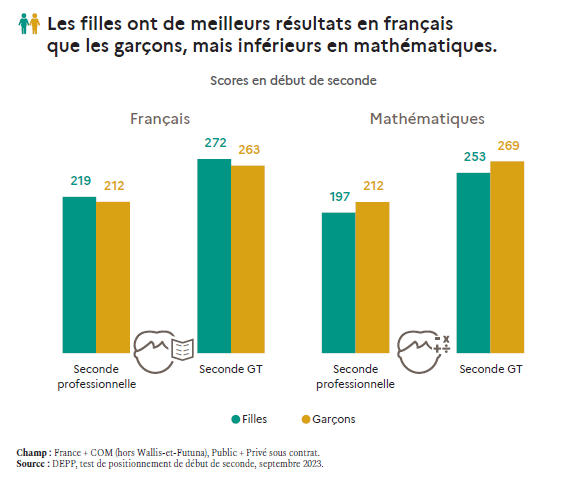 Les filles ont de meilleurs résultats en français
que les garçons, mais inférieurs en mathématiques.
Scores en début de seconde
Français
Mathématiques
219
212
272
263
197
212
253
269
- x
+ ÷
Seconde
professionnelle
Seconde GT
Seconde
professionnelle
Seconde GT
Filles
Garçons
Champ : France + COM (hors Wallis-et-Futuna), Public + Privé sous contrat.
Source : DEPP, test de positionnement de début de seconde, septembre 2023.